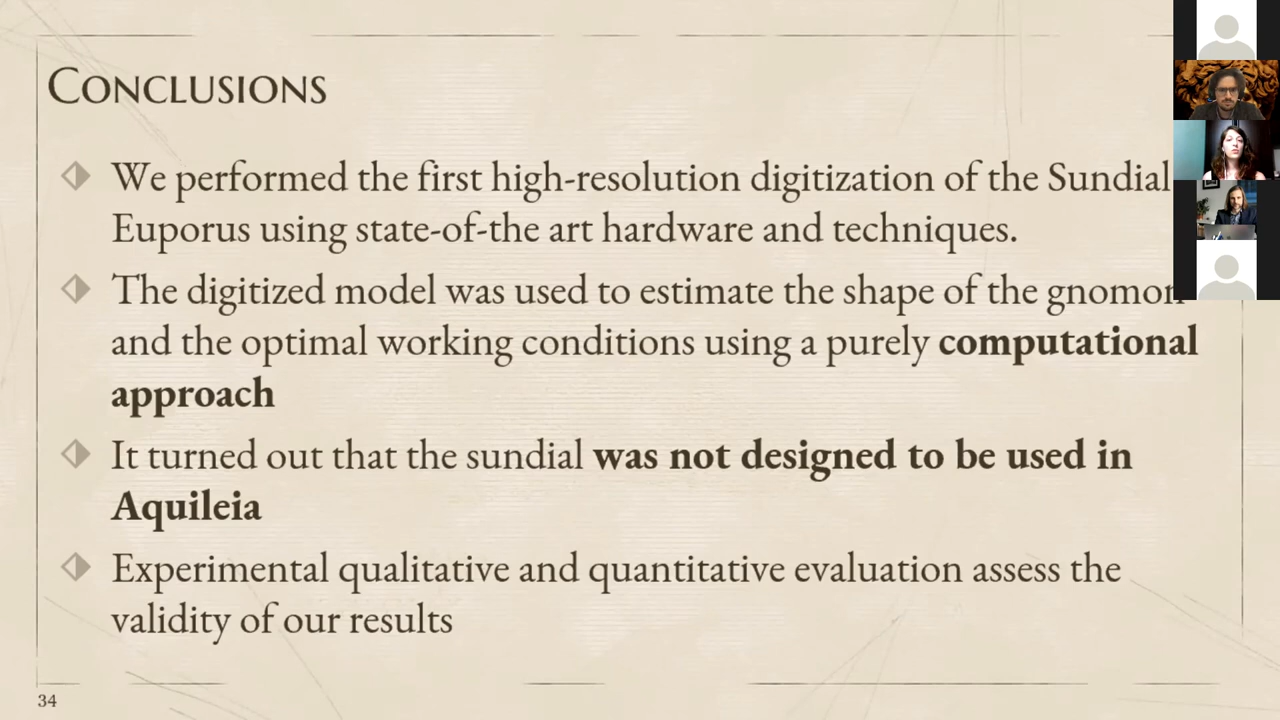 Conclusions
We performed the first high-resolution digitization of the Sundial
Euporus using state-of-the art hardware and techniques.
The digitized model was used to estimate the shape of the gnomon
and the optimal working conditions using a purely computational
approach
It turned out that the sundial was not designed to be used in
Aquileia
Experimental qualitative and quantitative evaluation assess the
validity of our results
34